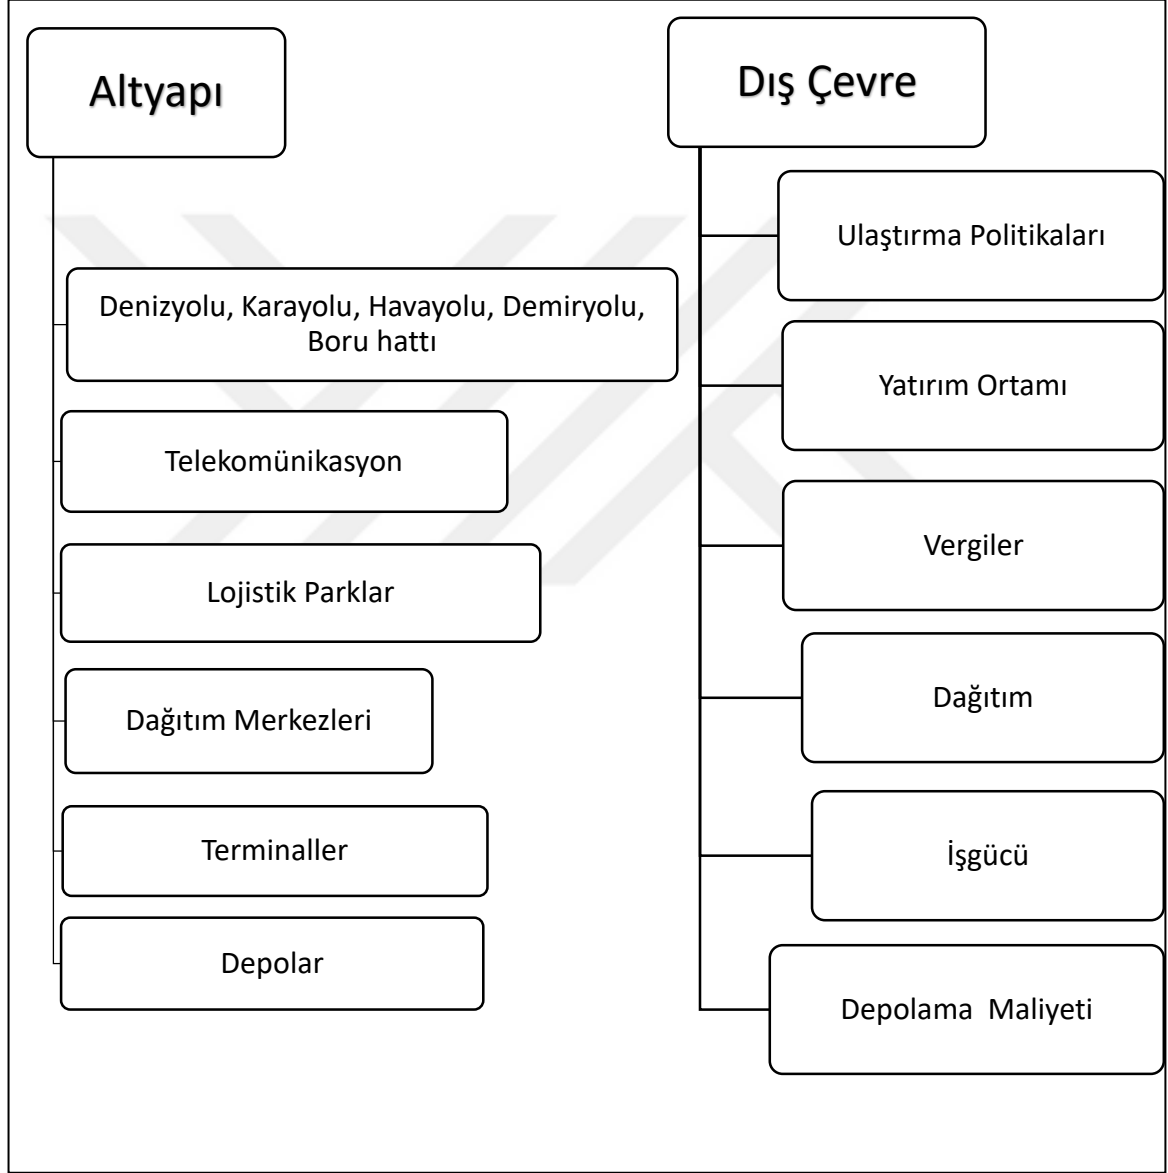 Altyapı
Denizyolu, Karayolu, Havayolu, Demiryolu,
Boru hattı
Telekomünikasyon
Lojistik Parklar
Dağıtım Merkezleri
Terminaller
Depolar
Dış Çevre
Ulaştırma Politikaları
Yatırım Ortamı
Vergiler
Dağıtım
İşgücü
Depolama  Maliyeti